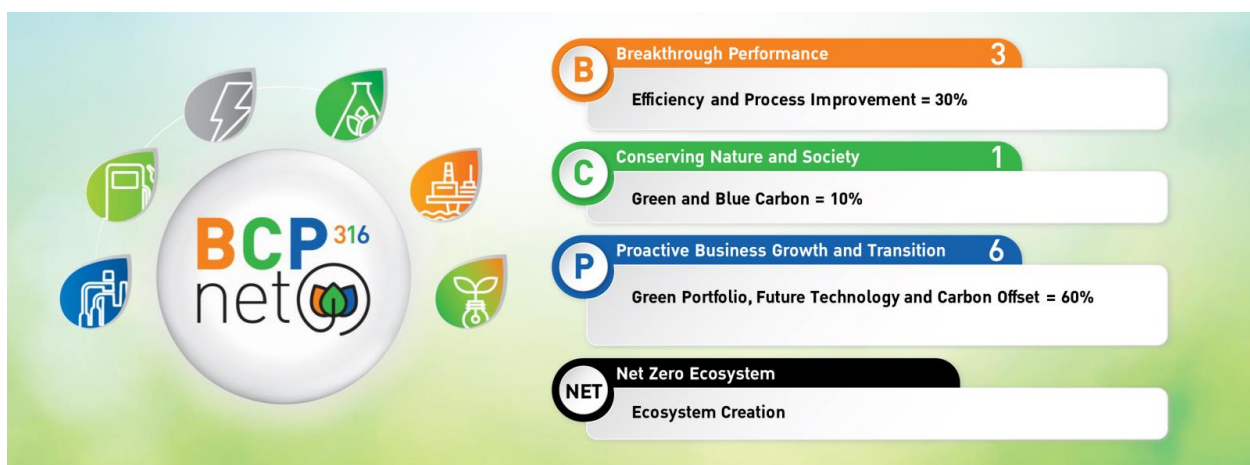 BCP 316
net
B
Breakthrough Performance 3
Efficiency and Process Improvement = 30%
C
Conserving Nature and Society 1
Green and Blue Carbon = 10%
P
Proactive Business Growth and Transition 6
Green Portfolio, Future Technology and Carbon Offset = 60%
NET
Net Zero Ecosystem
Ecosystem Creation